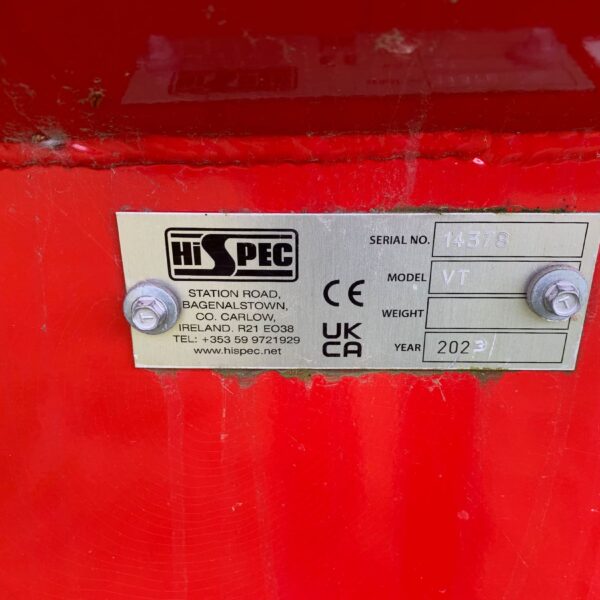 HISPEC
STATION ROAD,
BAGENALSTOWN,
CO. CARLOW,
IRELAND. R21 EO38
TEL: +353 59 9721929
www.hispec.net
CE
UK
CA
SERIAL NO. 14378
MODEL VT
WEIGHT
YEAR 2023